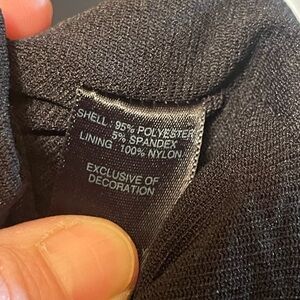 SHELL: 95% POLYESTER
5% SPANDEX
LINING: 100% NYLON
EXCLUSIVE OF
DECORATION